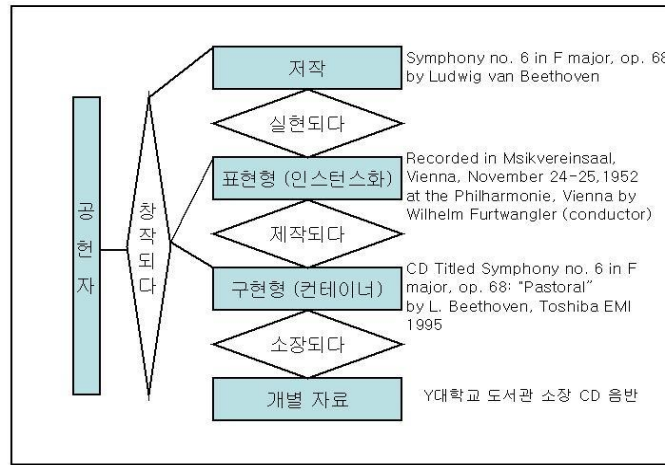 저작
Symphony no. 6 in F major, op. 68
by Ludwig van Beethoven
실현되다
공헌자
창작되다
표현형 (인스턴스화)
Recorded in Msikvereinsaal,
Vienna, November 24-25,1952
at the Philharmonie, Vienna by
Wilhelm Furtwangler (conductor)
제작되다
구현형 (컨테이너)
CD Titled Symphony no. 6 in F
major, op. 68: "Pastoral"
by L. Beethoven, Toshiba EMI
1995
소장되다
개별 자료
Y대학교 도서관 소장 CD 음반